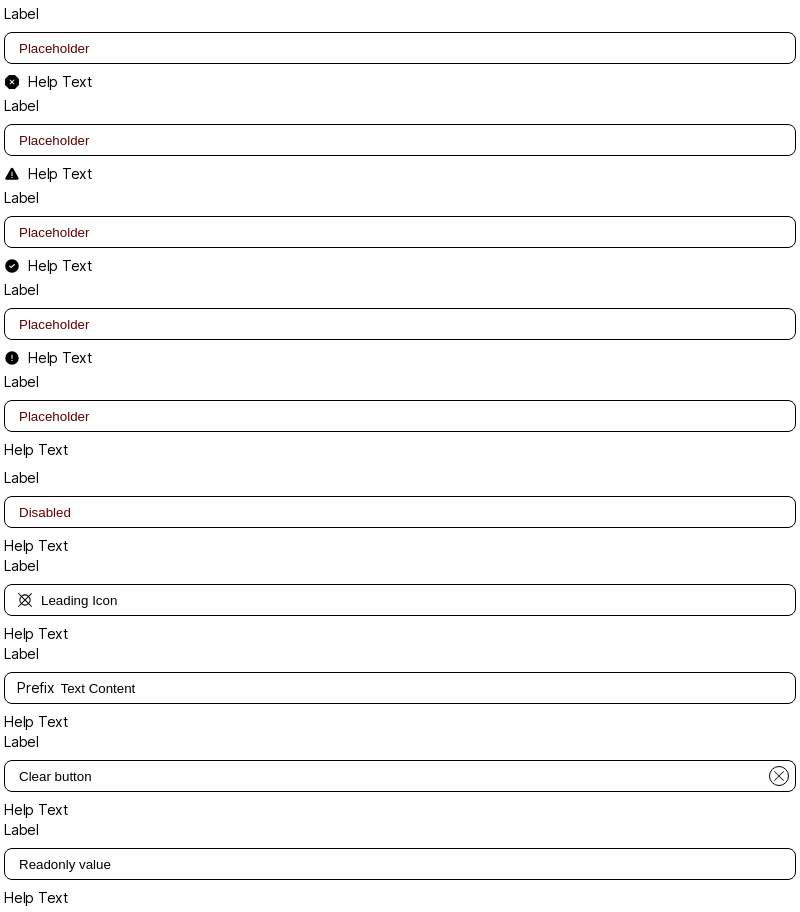 Label
Placeholder
Help Text
Label
Placeholder
Help Text
Label
Placeholder
Help Text
Label
Placeholder
Help Text
Label
Placeholder
Help Text
Label
Disabled
Help Text
Label
Leading Icon
Help Text
Label
Prefix Text Content
Help Text
Label
Clear button
Help Text
Label
Readonly value
Help Text